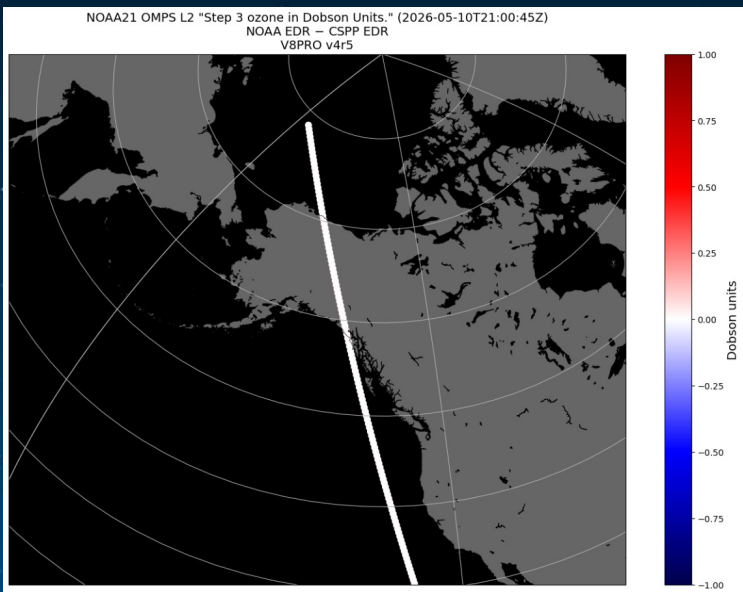 NOAA21 OMPS L2 "Step 3 ozone in Dobson Units." (2026-05-10T21:00:45Z)
NOAA EDR − CSPP EDR
V8PRO v4r5
1.00
0.75
0.50
0.25
0.00
−0.25
−0.50
−0.75
−1.00
Dobson units